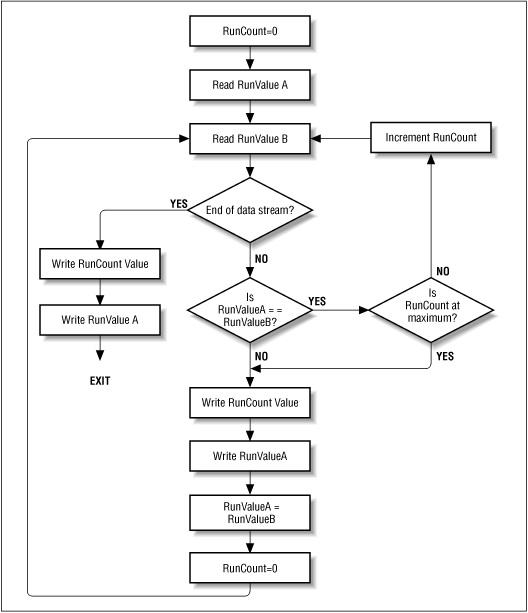 RunCount=0
Read RunValue A
Read RunValue B
Increment RunCount
End of data stream?
YES
NO
Write RunCount Value
Write RunValue A
EXIT
Is
RunValueA = =
RunValueB?
YES
NO
Is
RunCount at
maximum?
NO
YES
Write RunCount Value
Write RunValueA
RunValueA =
RunValueB
RunCount=0